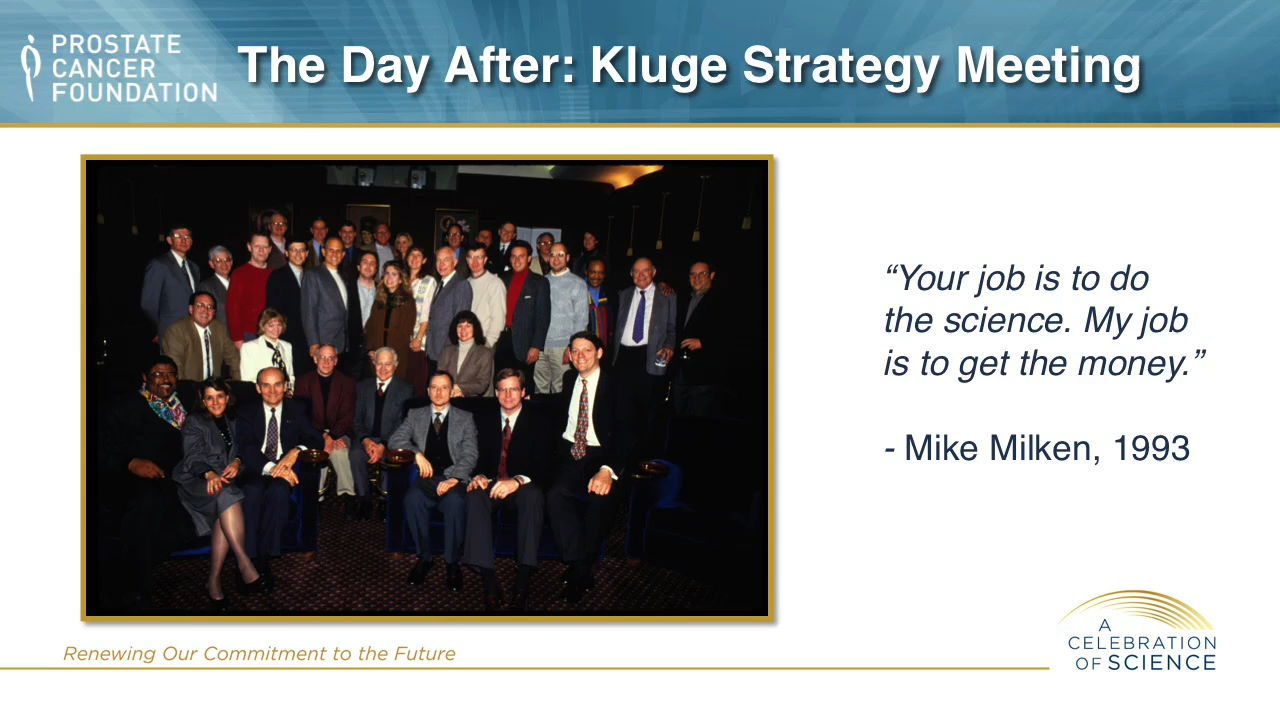 PROSTATE
CANCER
FOUNDATION
The Day After: Kluge Strategy Meeting
“Your job is to do
the science. My job
is to get the money.”
- Mike Milken, 1993
Renewing Our Commitment to the Future
A
CELEBRATION
OF SCIENCE